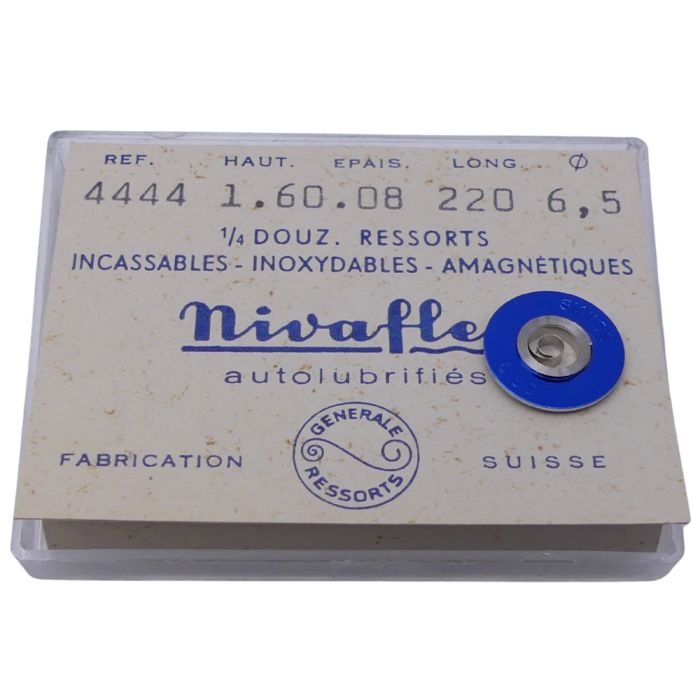 REF. HAUT. EPAIS. LONG. Ø
4444 1.60.08 220 6,5
1/4 DOUZ. RESSORTS
INCASSABLES - INOXYDABLES - AMAGNÉTIQUES
Nivafle
autolubrifiés
GENERALE
RESSORTS
FABRICATION SUISSE
SWISS